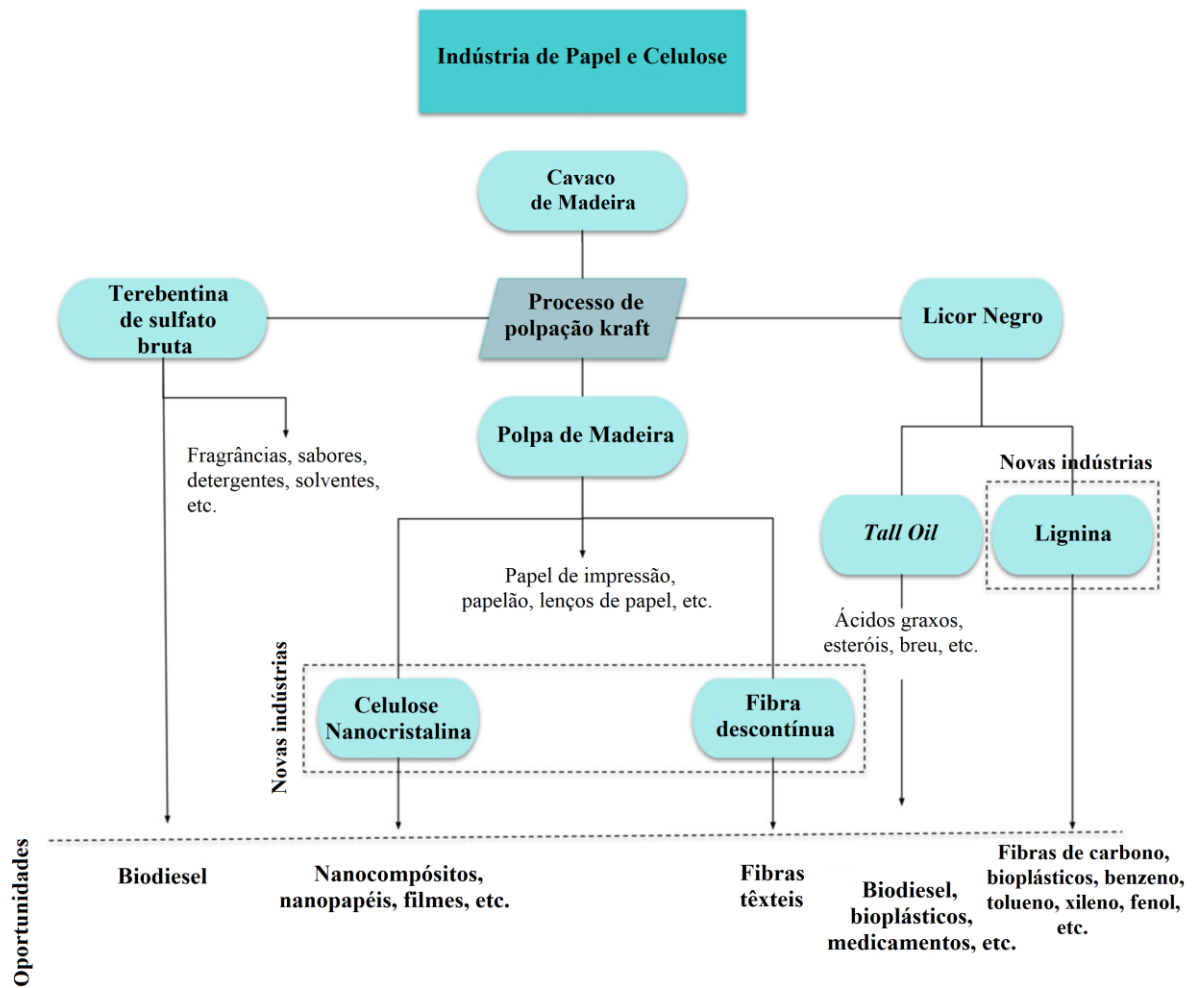 Indústria de Papel e Celulose
Cavaco
de Madeira
Terebentina
de sulfato
bruta
Processo de
polpação kraft
Licor Negro
Fragrâncias, sabores,
detergentes, solventes,
etc.
Polpa de Madeira
Novas indústrias
Tall Oil
Lignina
Papel de impressão,
papelão, lenços de papel, etc.
Ácidos graxos,
esteróis, breu, etc.
Novas indústrias
Celulose
Nanocristalina
Fibra
descontínua
Oportunidades
Biodiesel
Nanocompósitos,
nanopapéis, filmes, etc.
Fibras
têxteis
Biodiesel,
bioplásticos,
medicamentos, etc.
Fibras de carbono,
bioplásticos, benzeno,
tolueno, xileno, fenol,
etc.